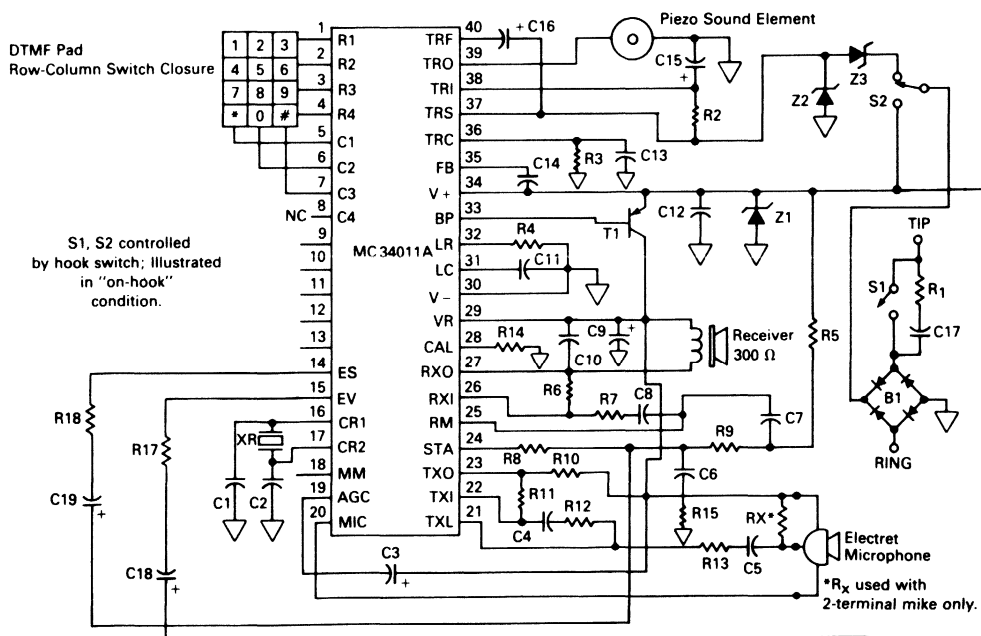 DTMF Pad
Row-Column Switch Closure
1 2 3
4 5 6
7 8 9
* 0 #
S1, S2 controlled
by hook switch; Illustrated
in "on-hook"
condition.
MC34011A
1 R1
2 R2
3 R3
4 R4
5 C1
6 C2
7 C3
NC 8 C4
9
10
11
12
13
14 ES
15 EV
16 CR1
17 CR2
18 MM
19 AGC
20 MIC
40 TRF
39 TRO
38 TRI
37 TRS
36 TRC
35 FB
34 V+
33 BP
32 LR
31 LC
30 V−
29 VR
28 CAL
27 RXO
26 RXI
25 RM
24 STA
23 TXO
22 TXI
21 TXL
+ C16
Piezo Sound Element
C15
+
R2
Z2
Z3
S2
R3
C13
C14
C12
Z1
T1
R4
C11
R14
C10
C9 +
Receiver
300 Ω
R5
TIP
S1
R1
C17
B1
RING
R6
R7
C8
C7
R8
R9
R10
C6
R11
R12
C4
R15
RX*
R13
C5
Electret
Microphone
*RX used with
2-terminal mike only.
R18
R17
XR
C1
C2
C19
+
C18
+
C3
+